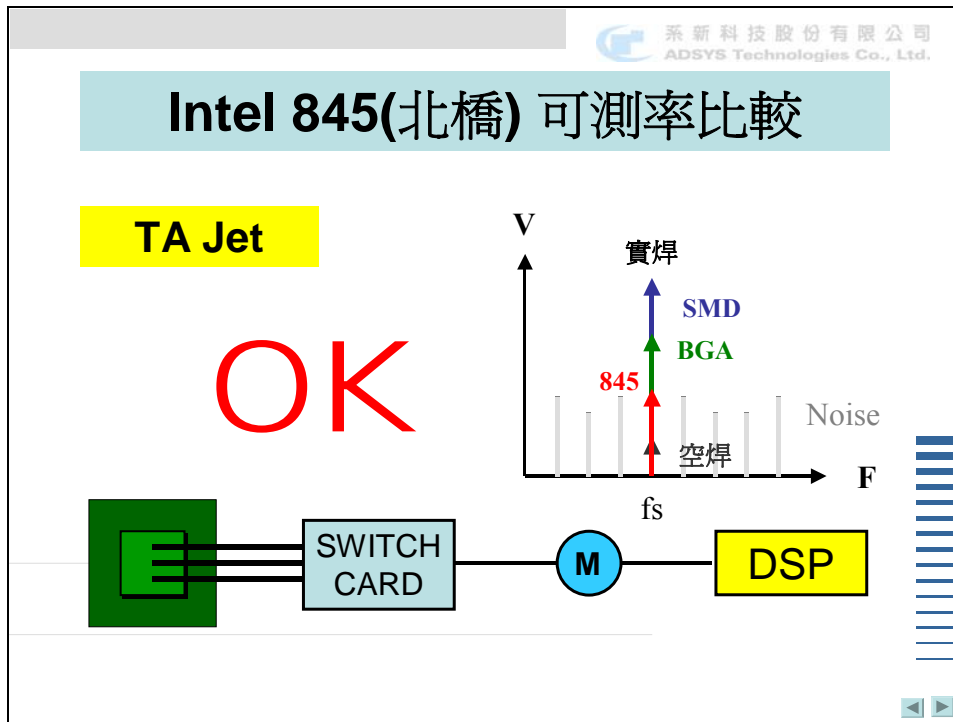 系新科技股份有限公司
ADSYS Technologies Co., Ltd.
Intel 845(北橋) 可測率比較
TA Jet
V
實焊
SMD
BGA
845
OK
Noise
空焊
F
fs
SWITCH
CARD
M
DSP